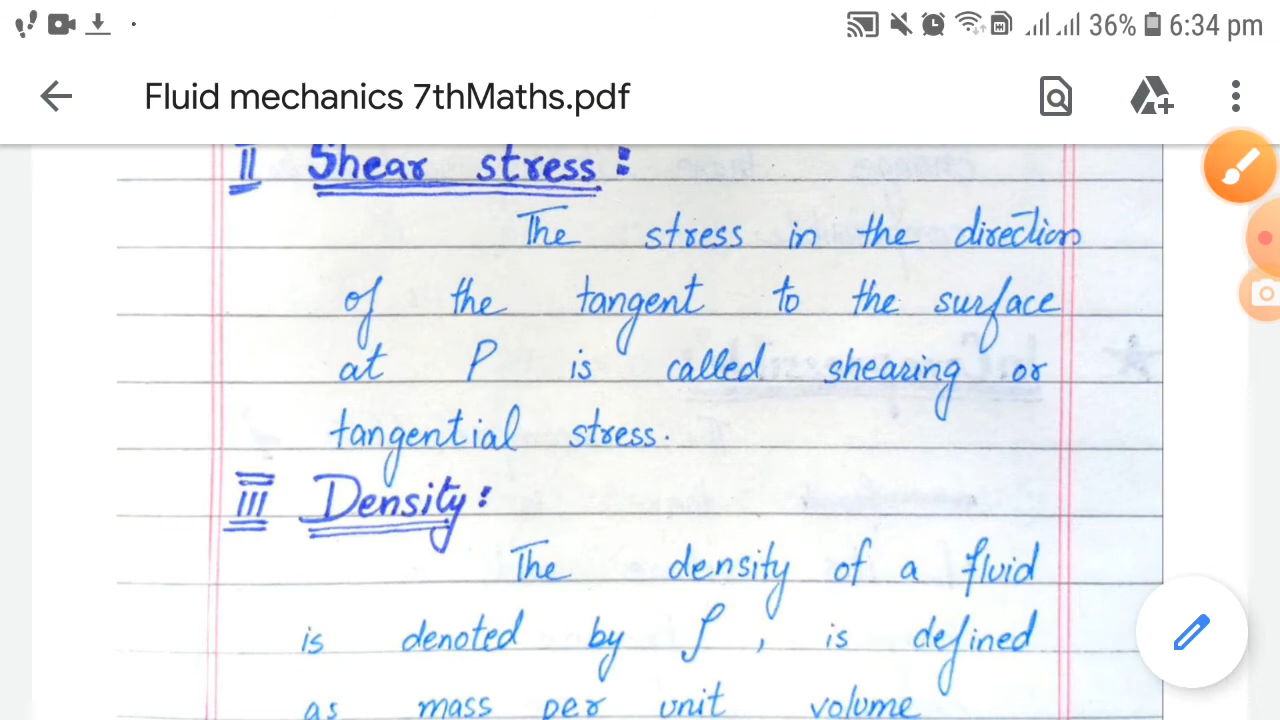 36% 6:34 pm
Fluid mechanics 7thMaths.pdf
II Shear stress:
The stress in the direction
of the tangent to the surface
at P is called shearing or
tangential stress.
III Density:
The density of a fluid
is denoted by ρ, is defined
as mass per unit volume